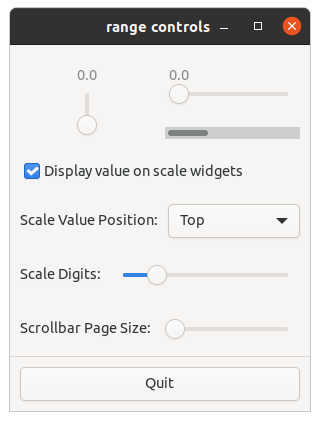 range controls
0.0 0.0
Display value on scale widgets
Scale Value Position: Top
Scale Digits:
Scrollbar Page Size:
Quit